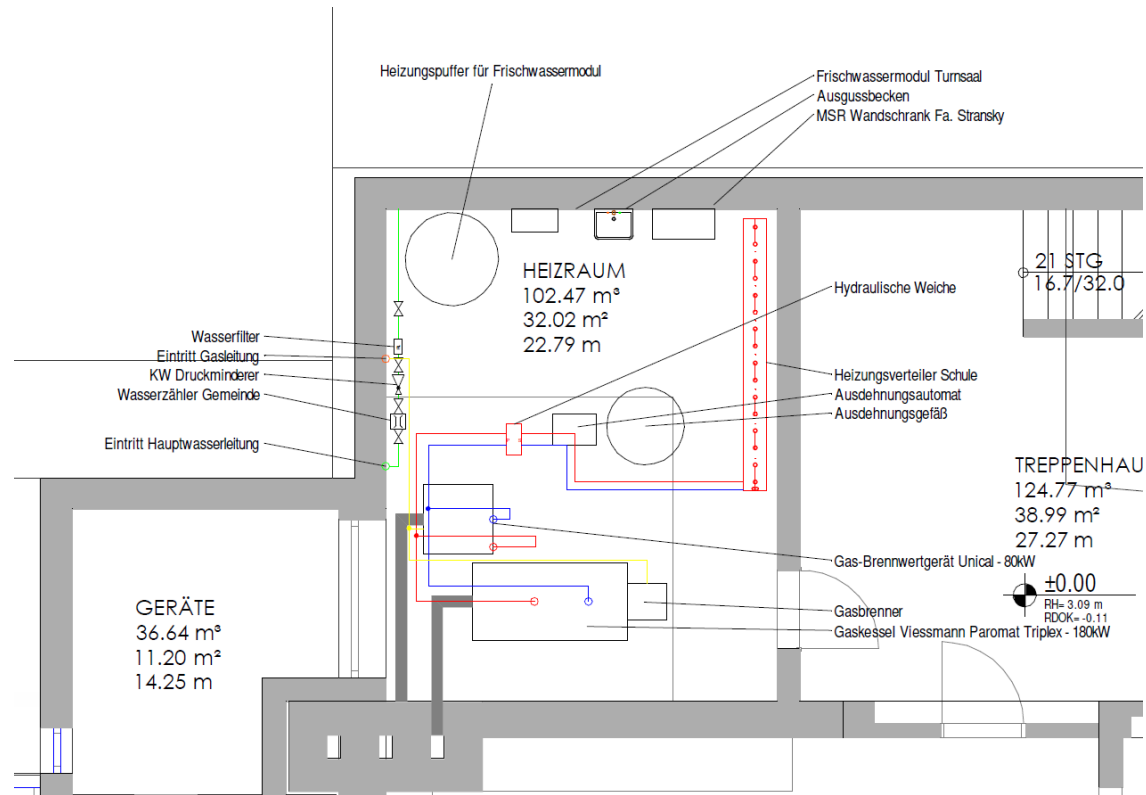 Heizungspuffer für Frischwassermodul
Frischwassermodul Turnsaal
Ausgussbecken
MSR Wandschrank Fa. Stransky
HEIZRAUM
102.47 m³
32.02 m²
22.79 m
21 STG
16.7/32.0
Hydraulische Weiche
Wasserfilter
Eintritt Gasleitung
KW Druckminderer
Wasserzähler Gemeinde
Eintritt Hauptwasserleitung
Heizungsverteiler Schule
Ausdehnungsautomat
Ausdehnungsgefäß
TREPPENHAU
124.77 m³
38.99 m²
27.27 m
Gas-Brennwertgerät Unical - 80kW
±0.00
RH= 3.09 m
RDOK= -0.11
Gasbrenner
Gaskessel Viessmann Paromat Triplex - 180kW
GERÄTE
36.64 m³
11.20 m²
14.25 m